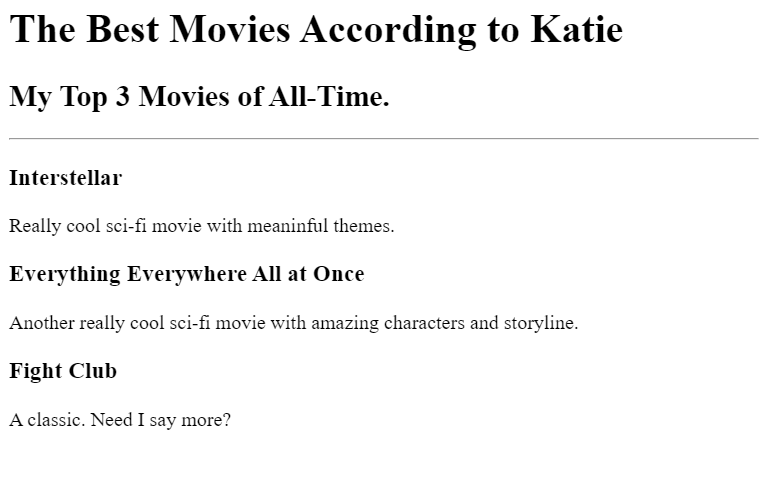 The Best Movies According to Katie
My Top 3 Movies of All-Time.
Interstellar
Really cool sci-fi movie with meaninful themes.
Everything Everywhere All at Once
Another really cool sci-fi movie with amazing characters and storyline.
Fight Club
A classic. Need I say more?